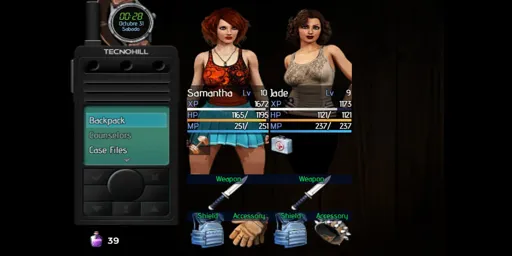 00:28
Octubre 31
Sabado
TECNOHILL
Backpack
Counselors
Case Files
39
Samantha Lv 10
XP 1672
HP 1165/ 1195
MP 251/ 251
Jade Lv 9
XP 1173
HP 1121/ 1121
MP 237/ 237
Weapon
Weapon
Shield
Accessory
Shield
Accessory